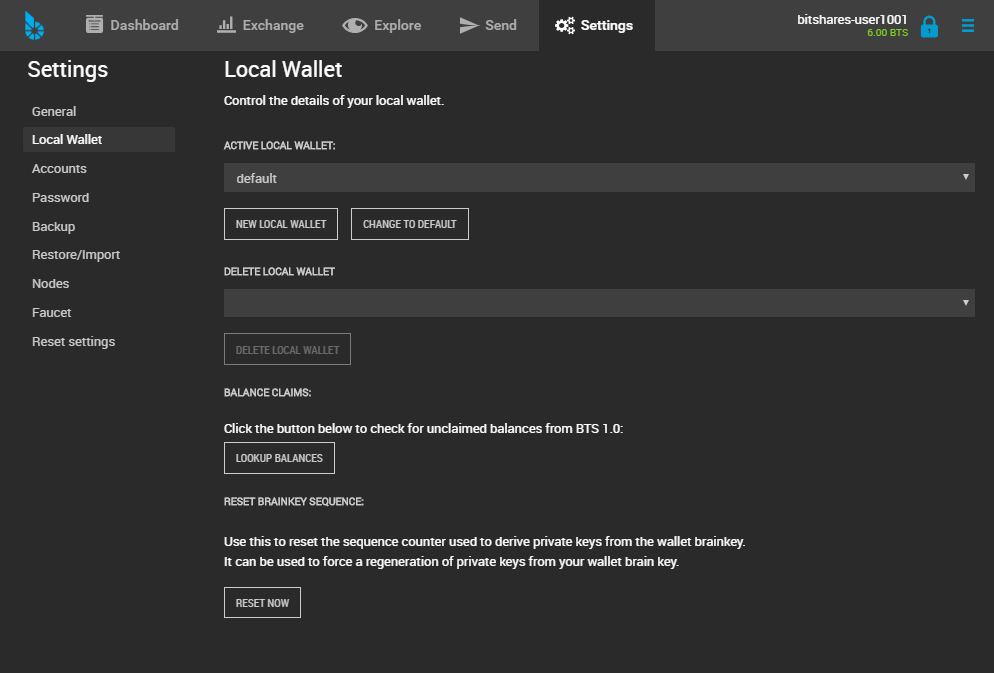 Dashboard
Exchange
Explore
Send
Settings
bitshares-user1001
6.00 BTS
Settings
General
Local Wallet
Accounts
Password
Backup
Restore/Import
Nodes
Faucet
Reset settings
Local Wallet
Control the details of your local wallet.
ACTIVE LOCAL WALLET:
default
NEW LOCAL WALLET
CHANGE TO DEFAULT
DELETE LOCAL WALLET
DELETE LOCAL WALLET
BALANCE CLAIMS:
Click the button below to check for unclaimed balances from BTS 1.0:
LOOKUP BALANCES
RESET BRAINKEY SEQUENCE:
Use this to reset the sequence counter used to derive private keys from the wallet brainkey.
It can be used to force a regeneration of private keys from your wallet brain key.
RESET NOW